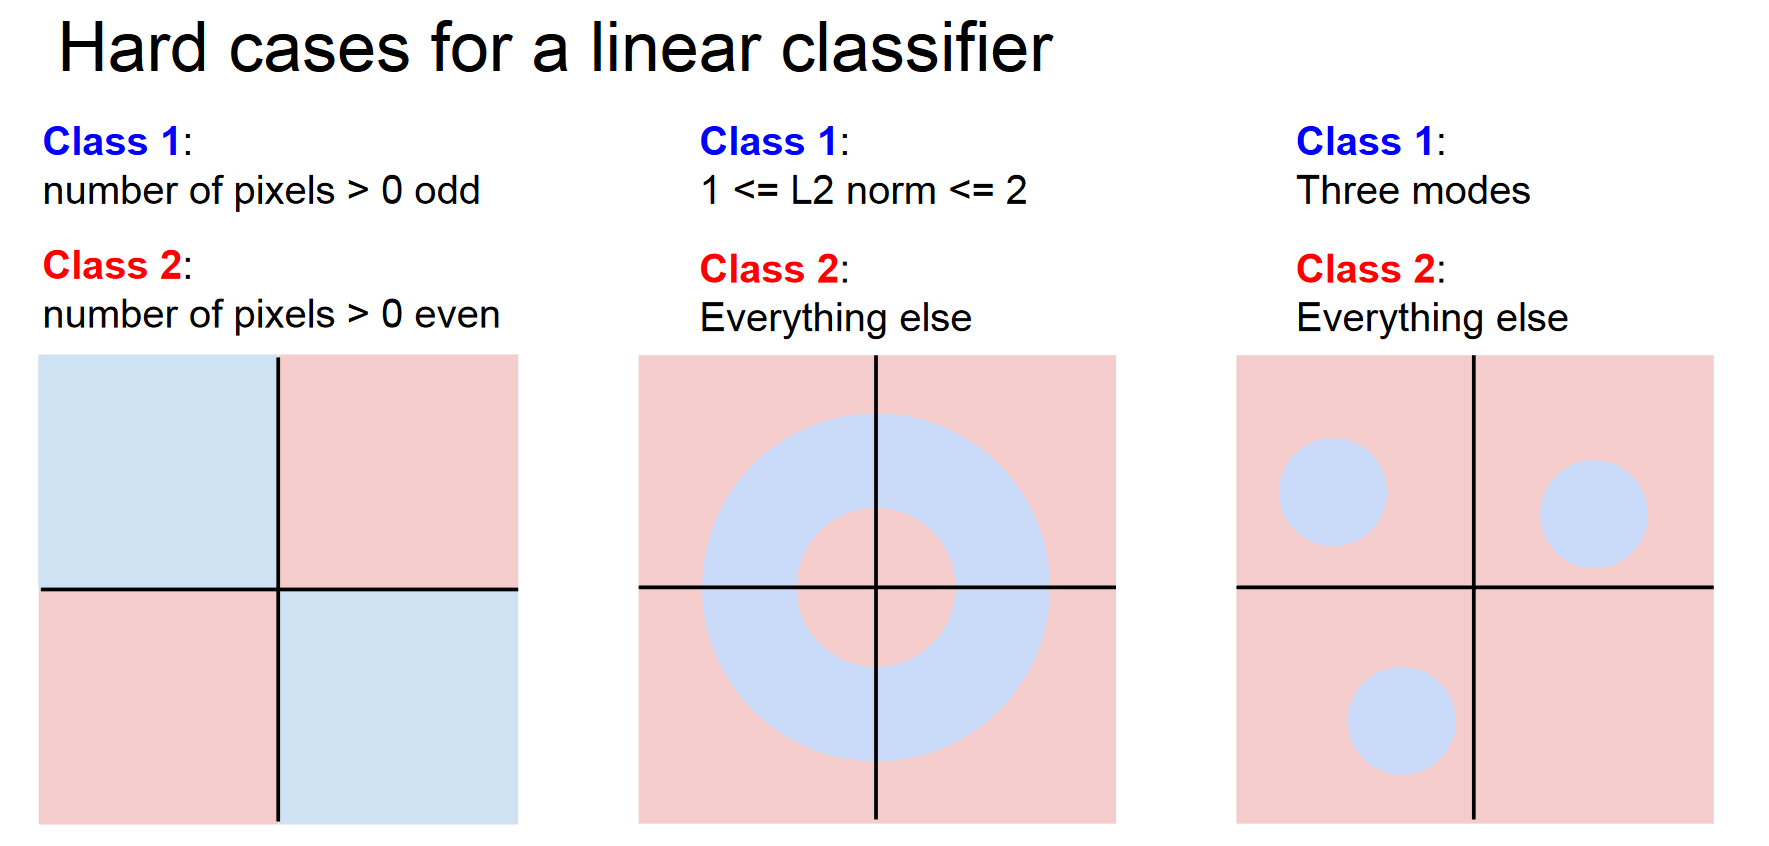 Hard cases for a linear classifier
Class 1:
number of pixels > 0 odd
Class 2:
number of pixels > 0 even
Class 1:
1 <= L2 norm <= 2
Class 2:
Everything else
Class 1:
Three modes
Class 2:
Everything else